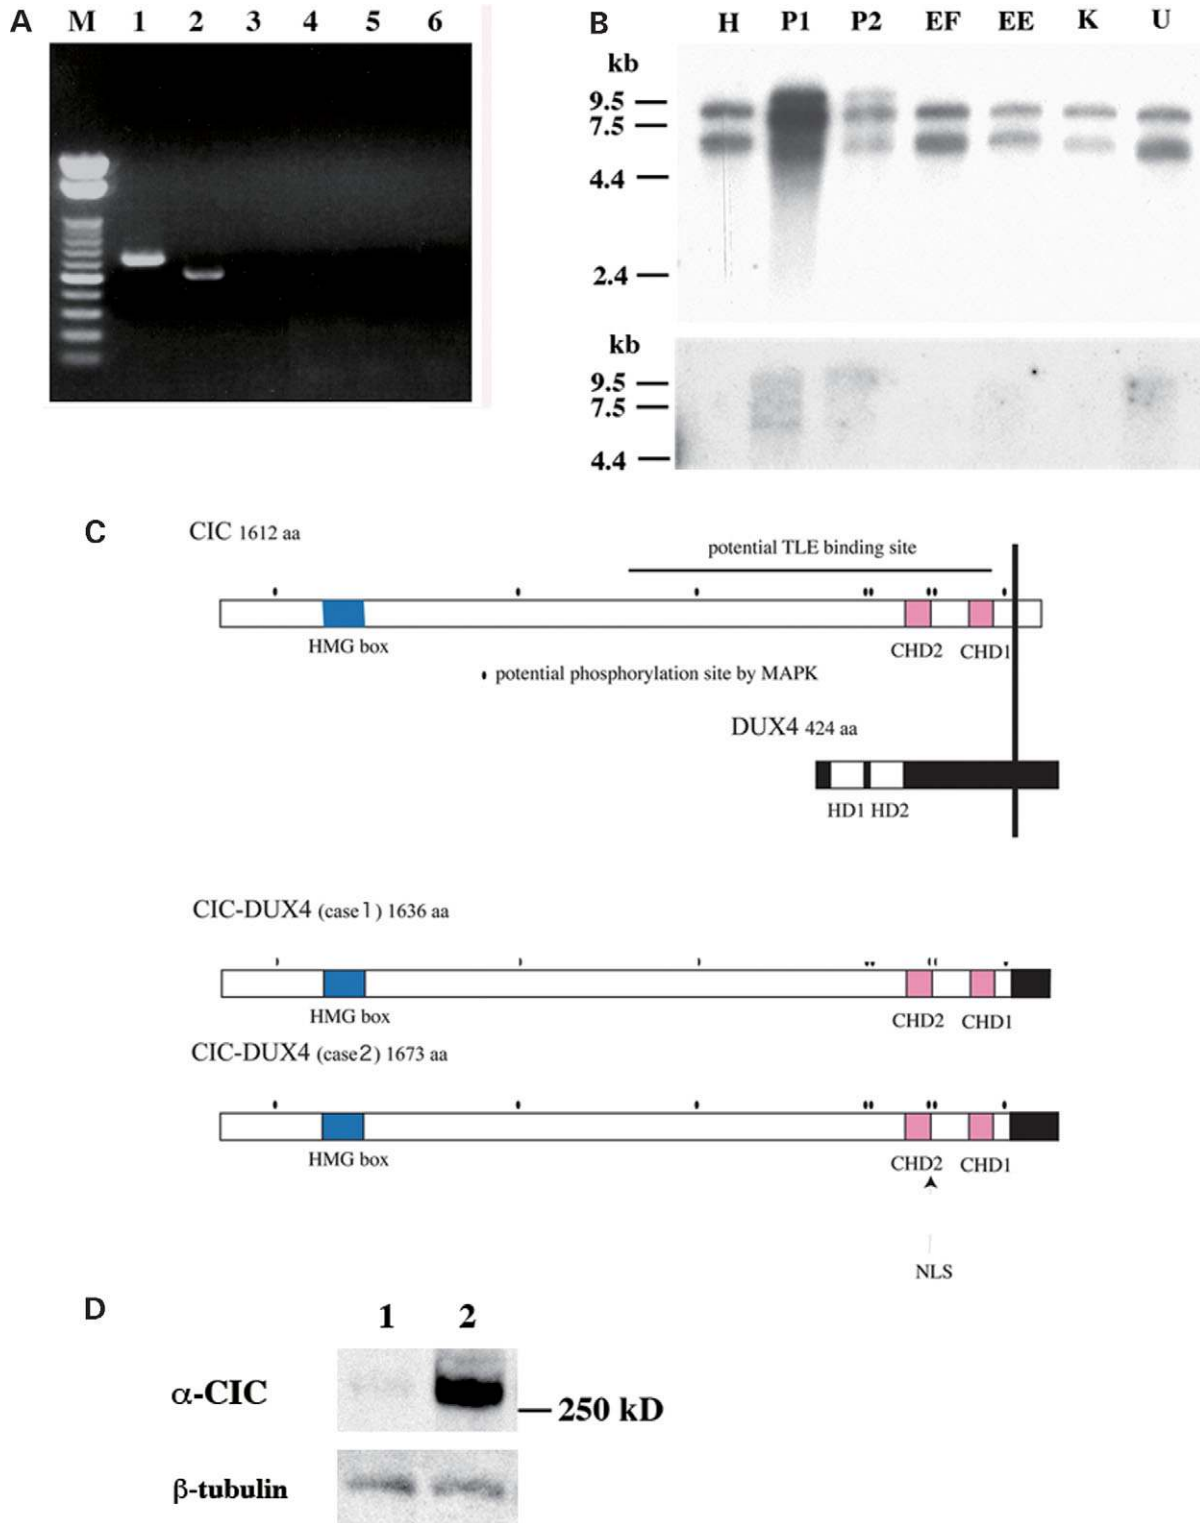 A
M 1 2 3 4 5 6
B
H P1 P2 EF EE K U
kb
9.5
7.5
4.4
2.4
kb
9.5
7.5
4.4
C
CIC 1612 aa
potential TLE binding site
HMG box
CHD2 CHD1
potential phosphorylation site by MAPK
DUX4 424 aa
HD1 HD2
CIC-DUX4 (case1) 1636 aa
HMG box
CHD2 CHD1
CIC-DUX4 (case2) 1673 aa
HMG box
CHD2 CHD1
NLS
D
1 2
α-CIC
250 kD
β-tubulin